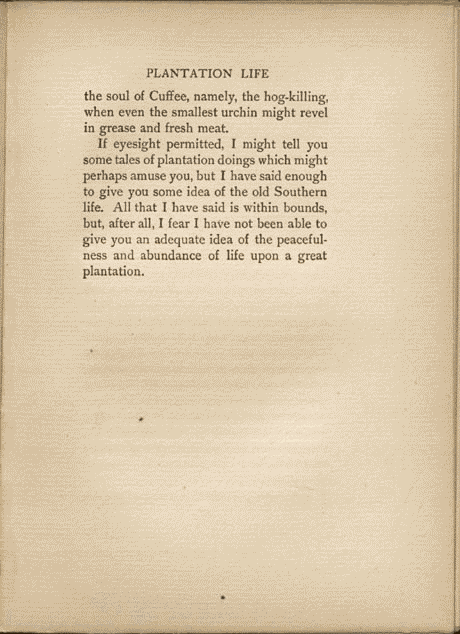 PLANTATION LIFE
the soul of Cuffee, namely, the hog-killing,
when even the smallest urchin might revel
in grease and fresh meat.
If eyesight permitted, I might tell you
some tales of plantation doings which might
perhaps amuse you, but I have said enough
to give you some idea of the old Southern
life. All that I have said is within bounds,
but, after all, I fear I have not been able to
give you an adequate idea of the peaceful-
ness and abundance of life upon a great
plantation.